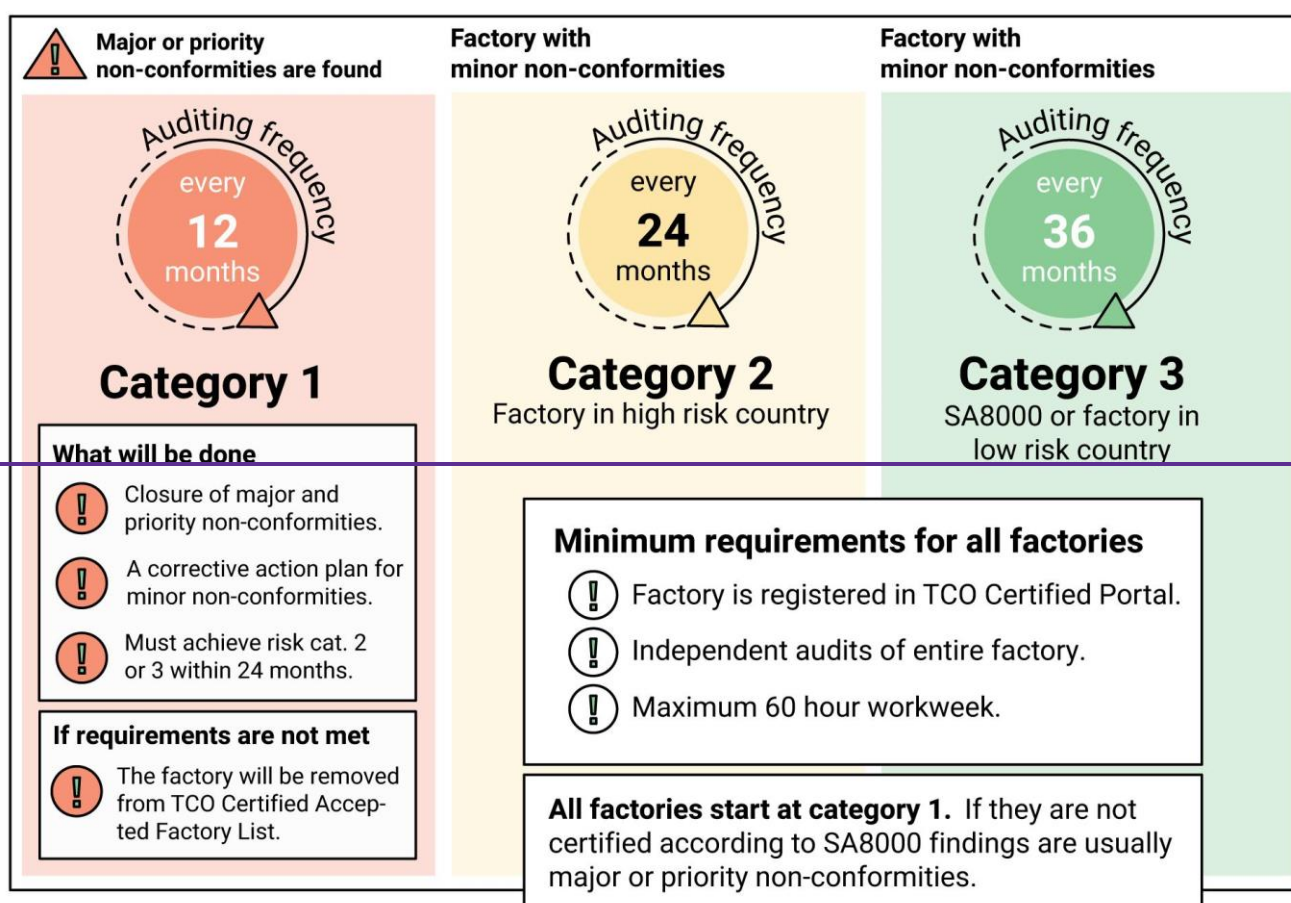 Major or priority
non-conformities are found
Auditing frequency
every
12
months
Category 1
What will be done
Closure of major and
priority non-conformities.
A corrective action plan for
minor non-conformities.
Must achieve risk cat. 2
or 3 within 24 months.
If requirements are not met
The factory will be removed
from TCO Certified Accep-
ted Factory List.
Factory with
minor non-conformities
Auditing frequency
every
24
months
Category 2
Factory in high risk country
Factory with
minor non-conformities
Auditing frequency
every
36
months
Category 3
SA8000 or factory in
low risk country
Minimum requirements for all factories
Factory is registered in TCO Certified Portal.
Independent audits of entire factory.
Maximum 60 hour workweek.
All factories start at category 1. If they are not
certified according to SA8000 findings are usually
major or priority non-conformities.